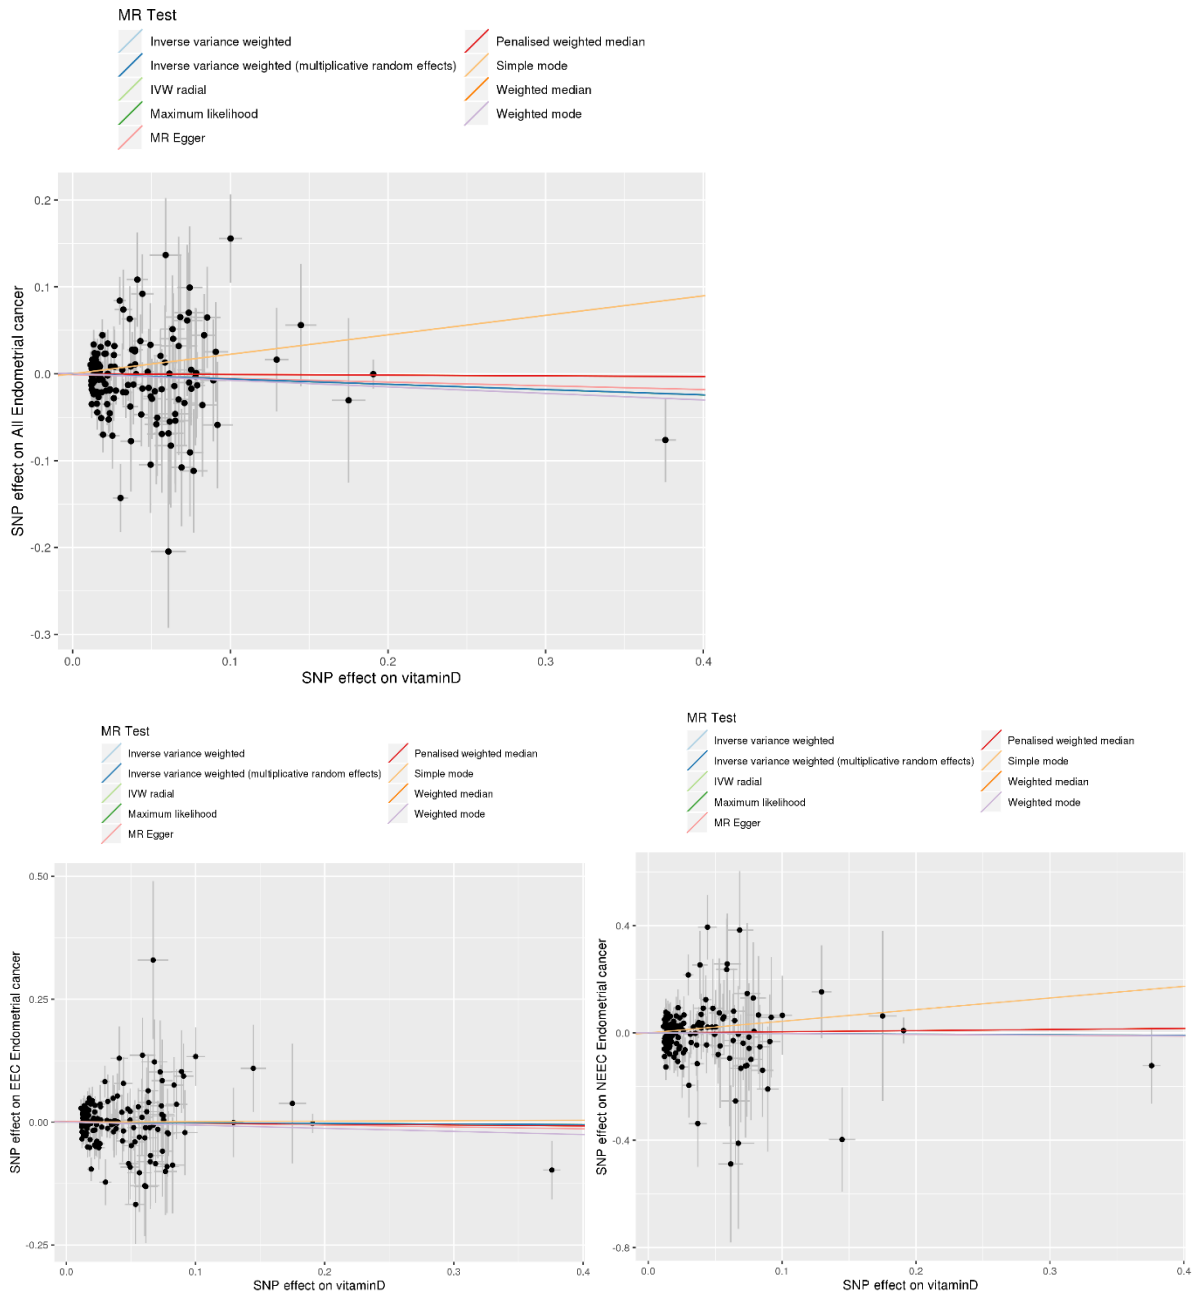 MR Test
Inverse variance weighted
Inverse variance weighted (multiplicative random effects)
IVW radial
Maximum likelihood
MR Egger
Penalised weighted median
Simple mode
Weighted median
Weighted mode
SNP effect on All Endometrial cancer
0.2
0.1
0.0
-0.1
-0.2
-0.3
0.0 0.1 0.2 0.3 0.4
SNP effect on vitaminD
MR Test
Inverse variance weighted
Inverse variance weighted (multiplicative random effects)
IVW radial
Maximum likelihood
MR Egger
Penalised weighted median
Simple mode
Weighted median
Weighted mode
SNP effect on EEC Endometrial cancer
0.50
0.25
0.00
-0.25
0.0 0.1 0.2 0.3 0.4
SNP effect on vitaminD
MR Test
Inverse variance weighted
Inverse variance weighted (multiplicative random effects)
IVW radial
Maximum likelihood
MR Egger
Penalised weighted median
Simple mode
Weighted median
Weighted mode
SNP effect on NEEC Endometrial cancer
0.4
0.0
-0.4
-0.8
0.0 0.1 0.2 0.3 0.4
SNP effect on vitaminD